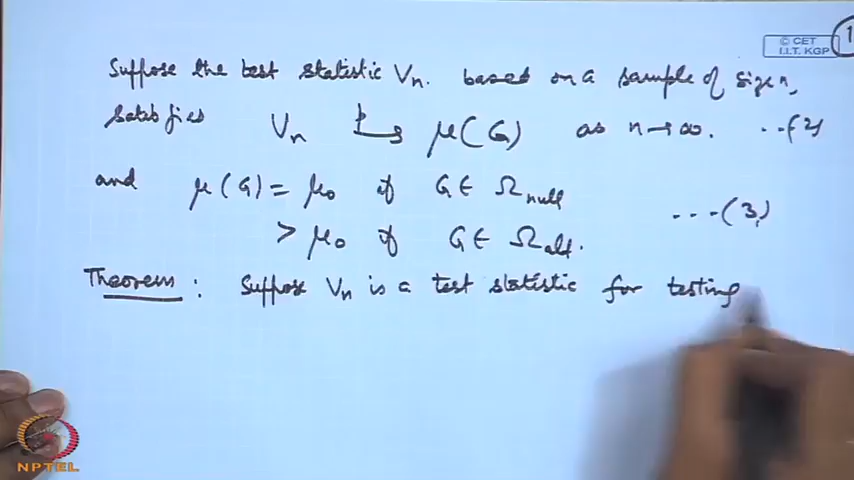 © CET
I.I.T. KGP
1
Suppose the test statistic Vn. based on a sample of size n,
satisfies Vn p→ μ(G) as n→∞. ...(2)
and μ(G) = μ0 if G ∈ Ωnull
> μ0 if G ∈ Ωalt. ...(3)
Theorem : Suppose Vn is a test statistic for testing
NPTEL